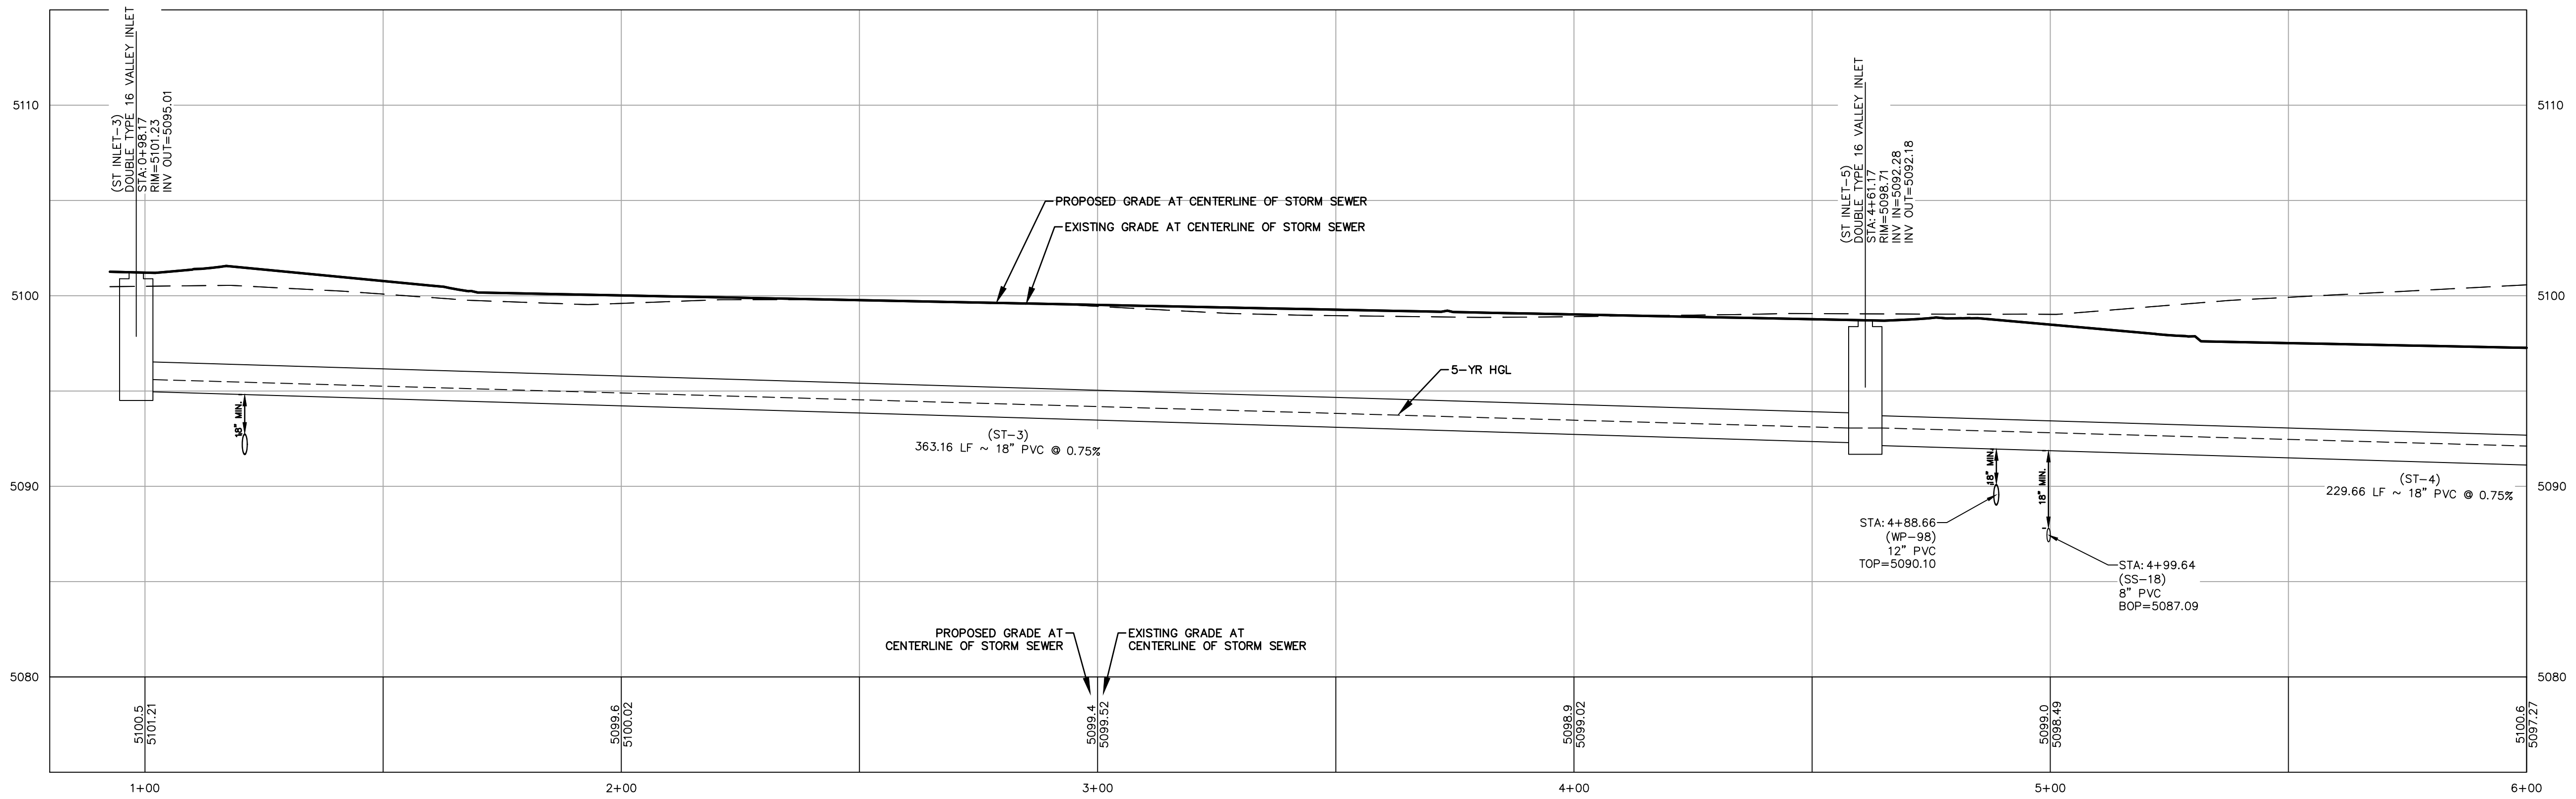 (ST INLET-3)
DOUBLE TYPE 16 VALLEY INLET
STA: 0+98.17
RIM=5101.23
INV OUT=5095.01
(ST INLET-5)
DOUBLE TYPE 16 VALLEY INLET
STA: 4+61.17
RIM=5098.71
INV IN=5092.28
INV OUT=5092.18
5110
5110
PROPOSED GRADE AT CENTERLINE OF STORM SEWER
EXISTING GRADE AT CENTERLINE OF STORM SEWER
5100
5100
5-YR HGL
18" MIN.
(ST-3)
363.16 LF ~ 18" PVC @ 0.75%
18" MIN.
18" MIN.
(ST-4)
229.66 LF ~ 18" PVC @ 0.75%
5090
5090
STA: 4+88.66
(WP-98)
12" PVC
TOP=5090.10
STA: 4+99.64
(SS-18)
8" PVC
BOP=5087.09
PROPOSED GRADE AT
CENTERLINE OF STORM SEWER
EXISTING GRADE AT
CENTERLINE OF STORM SEWER
5080
5080
5100.5
5101.21
5099.6
5100.02
5099.4
5099.52
5098.9
5099.02
5099.0
5098.49
5100.6
5097.27
1+00
2+00
3+00
4+00
5+00
6+00